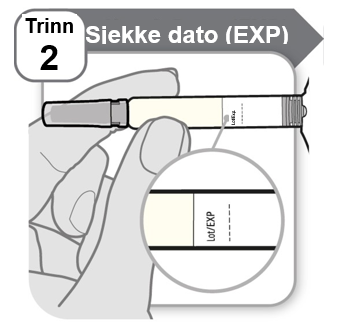 Trinn
2
Sjekke dato (EXP)
Lot/Exp.
Lot/EXP